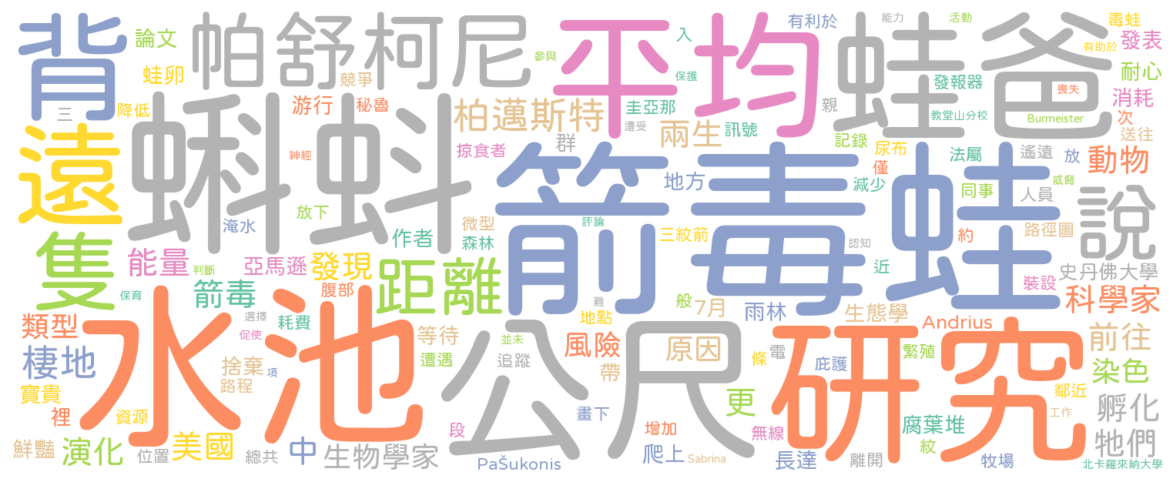 背
帕舒柯尼
平均
蛙爸
遠
蝌蚪
箭毒蛙
說
隻
距離
水池
公尺
研究
論文
蛙卵
降低
三
競爭
游行
秘魯
神經
放下
淹水
參與
柏邁斯特
掠食者
群
圭亞那
遭受
兩生
訊號
保護
入
有利於
能力
活動
有助於
毒蛙
發表
耐心
消耗
發報器
親
教堂山分校
喪失
Burmeister
次
送往
記錄
尿布
僅
法屬
遙遠
放
動物
減少
同事
威脅
人員
路徑圖
約
地方
微型
森林
評論
三紋箭
認知
作者
能量
判斷
亞馬遜
發現
保育
箭毒
腹部
近
裝設
史丹佛大學
科學家
類型
選擇
耗費
促使
等待
遭遇
並未
追蹤
難
地點
般
7月
雨林
生態學
Andrius
前往
棲地
捨棄
路程
項
風險
帶
原因
條
電
庇護
繁殖
鄰近
染色
寶貴
裡
資源
更
段
畫下
增加
無線
腐葉堆
紋
工作
孵化
牠們
鮮豔
演化
位置
美國
總共
中
生物學家
PaŠukonis
爬上
Sabrina
長達
離開
牧場
北卡羅來納大學